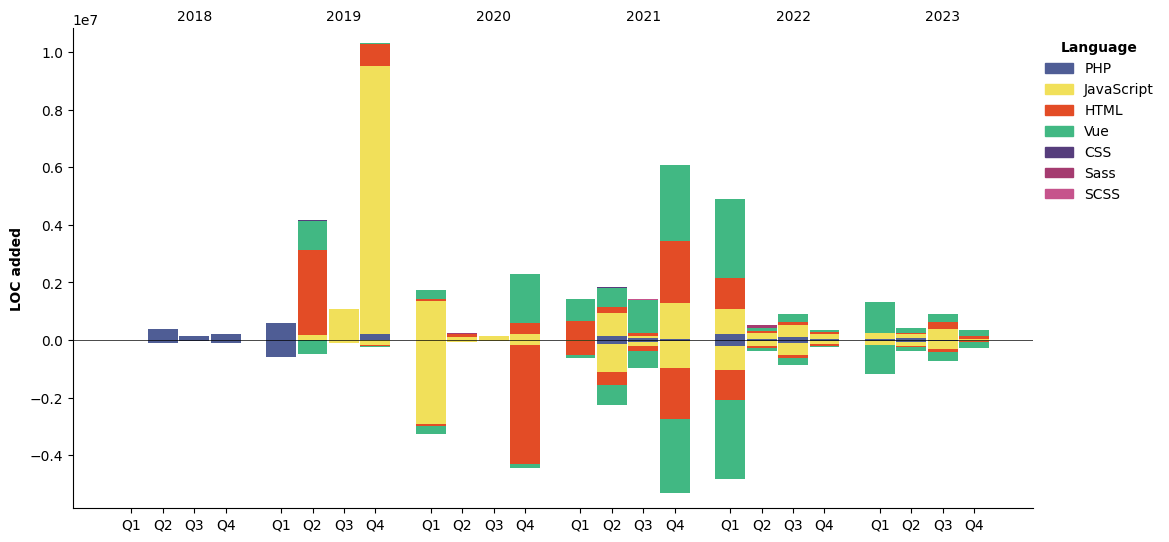 1e7
2018 2019 2020 2021 2022 2023
1.0
0.8
0.6
0.4
0.2
0.0
−0.2
−0.4
LOC added
Q1 Q2 Q3 Q4 Q1 Q2 Q3 Q4 Q1 Q2 Q3 Q4 Q1 Q2 Q3 Q4 Q1 Q2 Q3 Q4 Q1 Q2 Q3 Q4
Language
PHP
JavaScript
HTML
Vue
CSS
Sass
SCSS